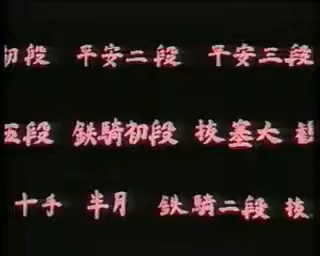 初段 平安二段 平安三段
五段 鉄騎初段 抜塞大
十手 半月 鉄騎二段 抜